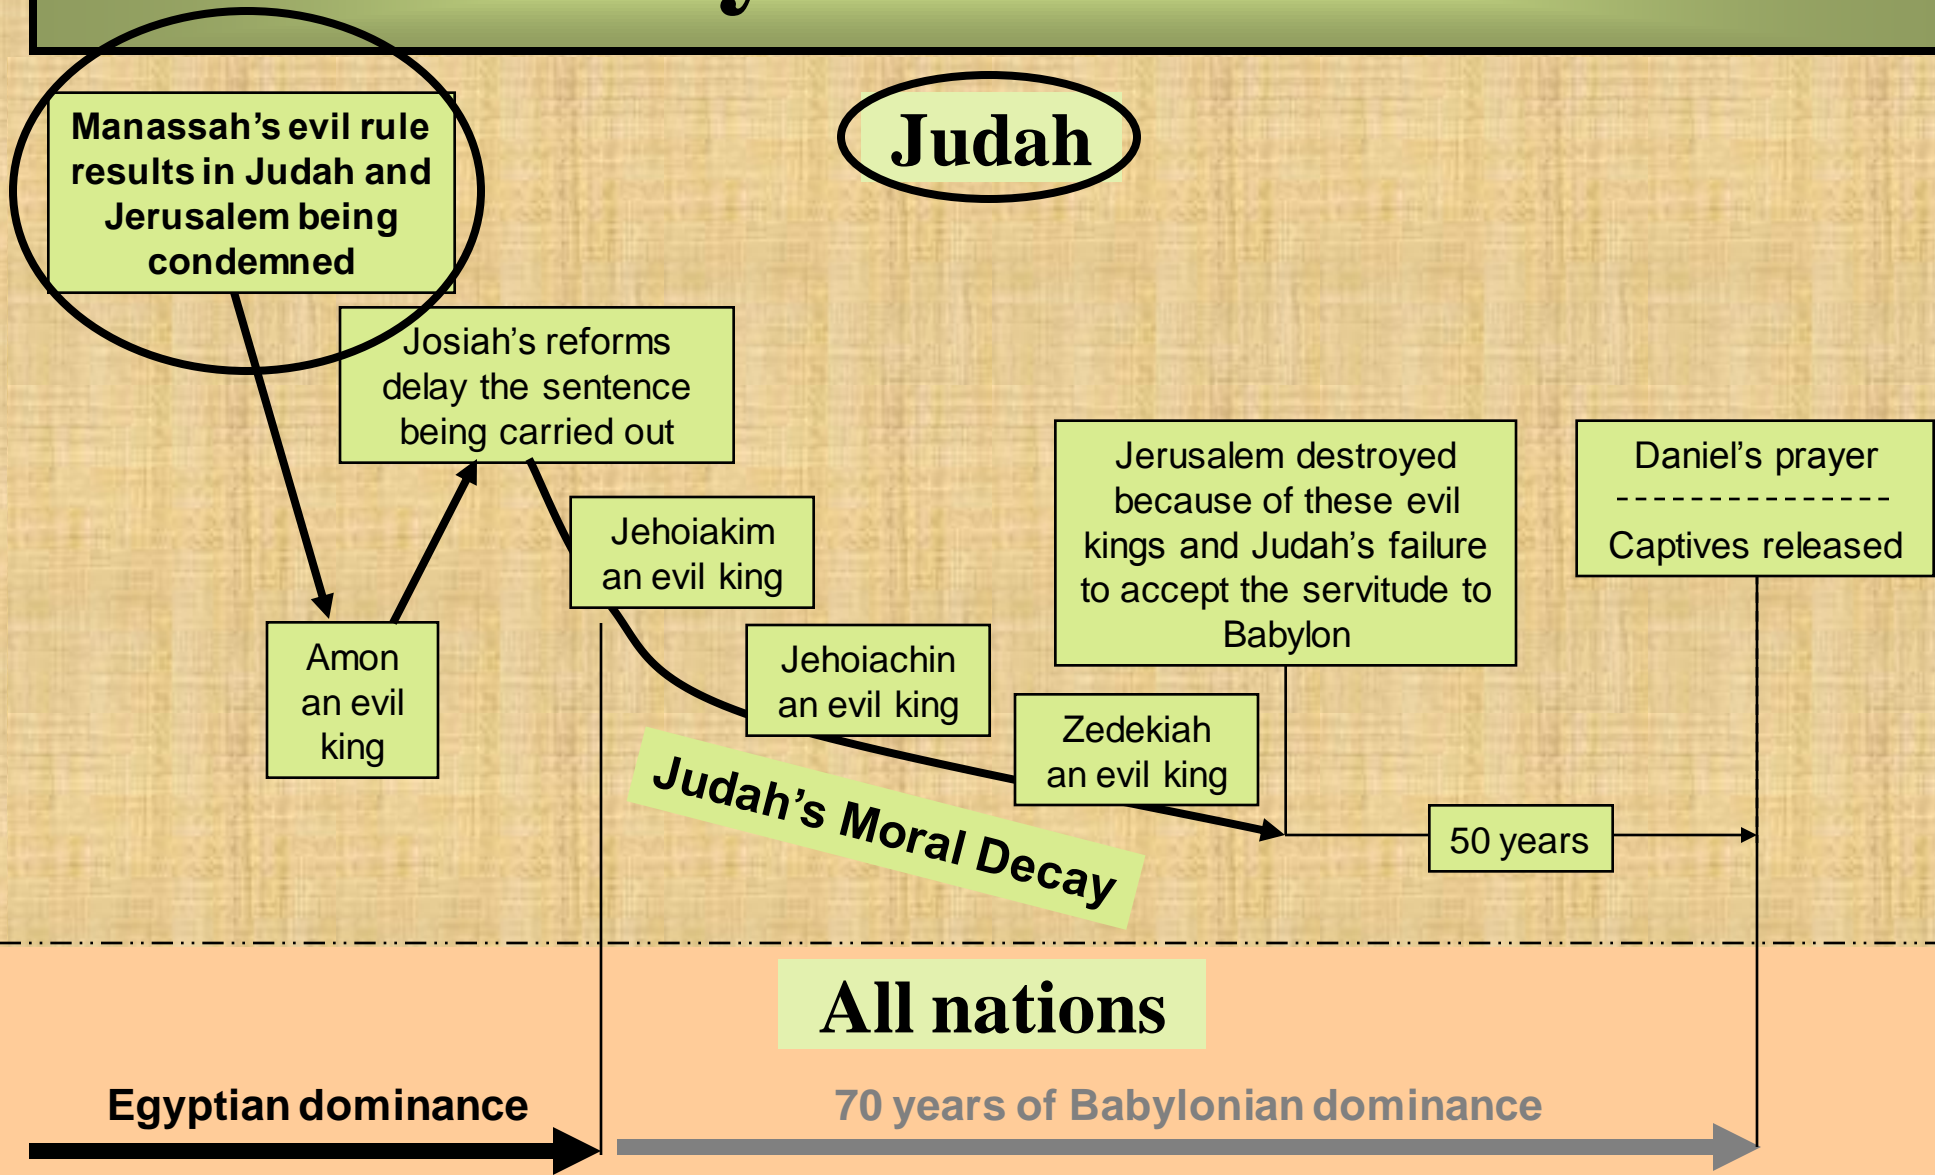 Manassah’s evil rule
results in Judah and
Jerusalem being
condemned
Judah
Josiah’s reforms
delay the sentence
being carried out
Jehoiakim
an evil king
Amon
an evil
king
Jehoiachin
an evil king
Zedekiah
an evil king
Jerusalem destroyed
because of these evil
kings and Judah’s failure
to accept the servitude to
Babylon
Daniel’s prayer
Captives released
Judah’s Moral Decay
50 years
All nations
Egyptian dominance
70 years of Babylonian dominance